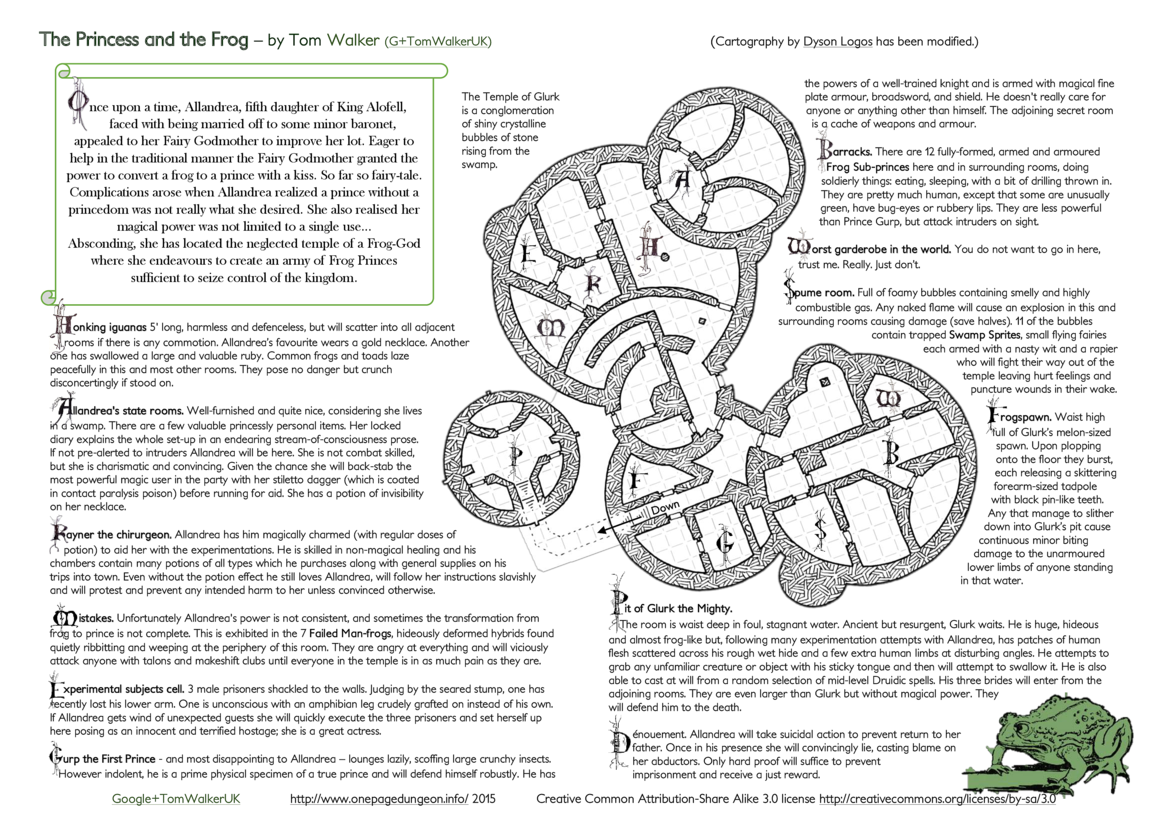 The Princess and the Frog – by Tom Walker (G+TomWalkerUK)
(Cartography by Dyson Logos has been modified.)
Once upon a time, Allandrea, fifth daughter of King Alofell,
faced with being married off to some minor baronet,
appealed to her Fairy Godmother to improve her lot. Eager to
help in the traditional manner the Fairy Godmother granted the
power to convert a frog to a prince with a kiss. So far so fairy-tale.
Complications arose when Allandrea realized a prince without a
princedom was not really what she desired. She also realised her
magical power was not limited to a single use...
Absconding, she has located the neglected temple of a Frog-God
where she endeavours to create an army of Frog Princes
sufficient to seize control of the kingdom.
The Temple of Glurk
is a conglomeration
of shiny crystalline
bubbles of stone
rising from the
swamp.
Honking iguanas 5' long, harmless and defenceless, but will scatter into all adjacent
rooms if there is any commotion. Allandrea's favourite wears a gold necklace. Another
one has swallowed a large and valuable ruby. Common frogs and toads laze
peacefully in this and most other rooms. They pose no danger but crunch
disconcertingly if stood on.
Allandrea's state rooms. Well-furnished and quite nice, considering she lives
in a swamp. There are a few valuable princessly personal items. Her locked
diary explains the whole set-up in an endearing stream-of-consciousness prose.
If not pre-alerted to intruders Allandrea will be here. She is not combat skilled,
but she is charismatic and convincing. Given the chance she will back-stab the
most powerful magic user in the party with her stiletto dagger (which is coated
in contact paralysis poison) before running for aid. She has a potion of invisibility
on her necklace.
Rayner the chirurgeon. Allandrea has him magically charmed (with regular doses of
potion) to aid her with the experimentations. He is skilled in non-magical healing and his
chambers contain many potions of all types which he purchases along with general supplies on his
trips into town. Even without the potion effect he still loves Allandrea, will follow her instructions slavishly
and will protest and prevent any intended harm to her unless convinced otherwise.
Mistakes. Unfortunately Allandrea's power is not consistent, and sometimes the transformation from
frog to prince is not complete. This is exhibited in the 7 Failed Man-frogs, hideously deformed hybrids found
quietly ribbitting and weeping at the periphery of this room. They are angry at everything and will viciously
attack anyone with talons and makeshift clubs until everyone in the temple is in as much pain as they are.
Experimental subjects cell. 3 male prisoners shackled to the walls. Judging by the seared stump, one has
recently lost his lower arm. One is unconscious with an amphibian leg crudely grafted on instead of his own.
If Allandrea gets wind of unexpected guests she will quickly execute the three prisoners and set herself up
here posing as an innocent and terrified hostage; she is a great actress.
Gurp the First Prince - and most disappointing to Allandrea – lounges lazily, scoffing large crunchy insects.
However indolent, he is a prime physical specimen of a true prince and will defend himself robustly. He has
the powers of a well-trained knight and is armed with magical fine
plate armour, broadsword, and shield. He doesn't really care for
anyone or anything other than himself. The adjoining secret room
is a cache of weapons and armour.
Barracks. There are 12 fully-formed, armed and armoured
Frog Sub-princes here and in surrounding rooms, doing
soldierly things: eating, sleeping, with a bit of drilling thrown in.
They are pretty much human, except that some are unusually
green, have bug-eyes or rubbery lips. They are less powerful
than Prince Gurp, but attack intruders on sight.
Worst garderobe in the world. You do not want to go in here,
trust me. Really. Just don't.
Spume room. Full of foamy bubbles containing smelly and highly
combustible gas. Any naked flame will cause an explosion in this and
surrounding rooms causing damage (save halves). 11 of the bubbles
contain trapped Swamp Sprites, small flying fairies
each armed with a nasty wit and a rapier
who will fight their way out of the
temple leaving hurt feelings and
puncture wounds in their wake.
Frogspawn. Waist high
full of Glurk's melon-sized
spawn. Upon plopping
onto the floor they burst,
each releasing a skittering
forearm-sized tadpole
with black pin-like teeth.
Any that manage to slither
down into Glurk's pit cause
continuous minor biting
damage to the unarmoured
lower limbs of anyone standing
in that water.
Pit of Glurk the Mighty.
The room is waist deep in foul, stagnant water. Ancient but resurgent, Glurk waits. He is huge, hideous
and almost frog-like but, following many experimentation attempts with Allandrea, has patches of human
flesh scattered across his rough wet hide and a few extra human limbs at disturbing angles. He attempts to
grab any unfamiliar creature or object with his sticky tongue and then will attempt to swallow it. He is also
able to cast at will from a random selection of mid-level Druidic spells. His three brides will enter from the
adjoining rooms. They are even larger than Glurk but without magical power. They
will defend him to the death.
Dénouement. Allandrea will take suicidal action to prevent return to her
father. Once in his presence she will convincingly lie, casting blame on
her abductors. Only hard proof will suffice to prevent
imprisonment and receive a just reward.
A
H
E
R
M
P
F
Down
G
S
B
W
Google+TomWalkerUK
http://www.onepagedungeon.info/ 2015
Creative Common Attribution-Share Alike 3.0 license http://creativecommons.org/licenses/by-sa/3.0